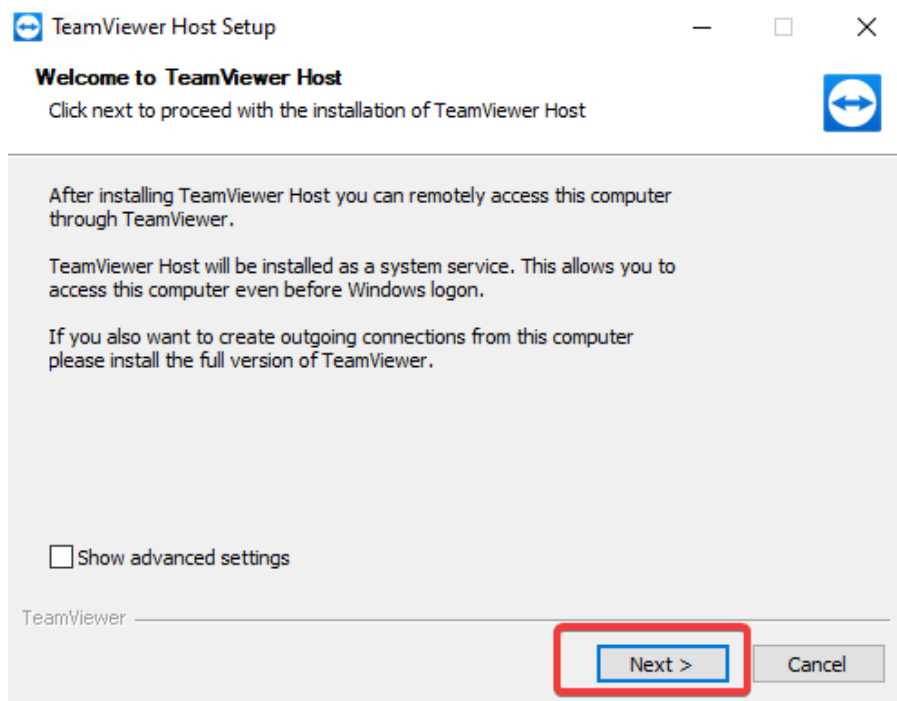 TeamViewer Host Setup
Welcome to TeamViewer Host
Click next to proceed with the installation of TeamViewer Host
After installing TeamViewer Host you can remotely access this computer
through TeamViewer.
TeamViewer Host will be installed as a system service. This allows you to
access this computer even before Windows logon.
If you also want to create outgoing connections from this computer
please install the full version of TeamViewer.
Show advanced settings
TeamViewer
Next >
Cancel